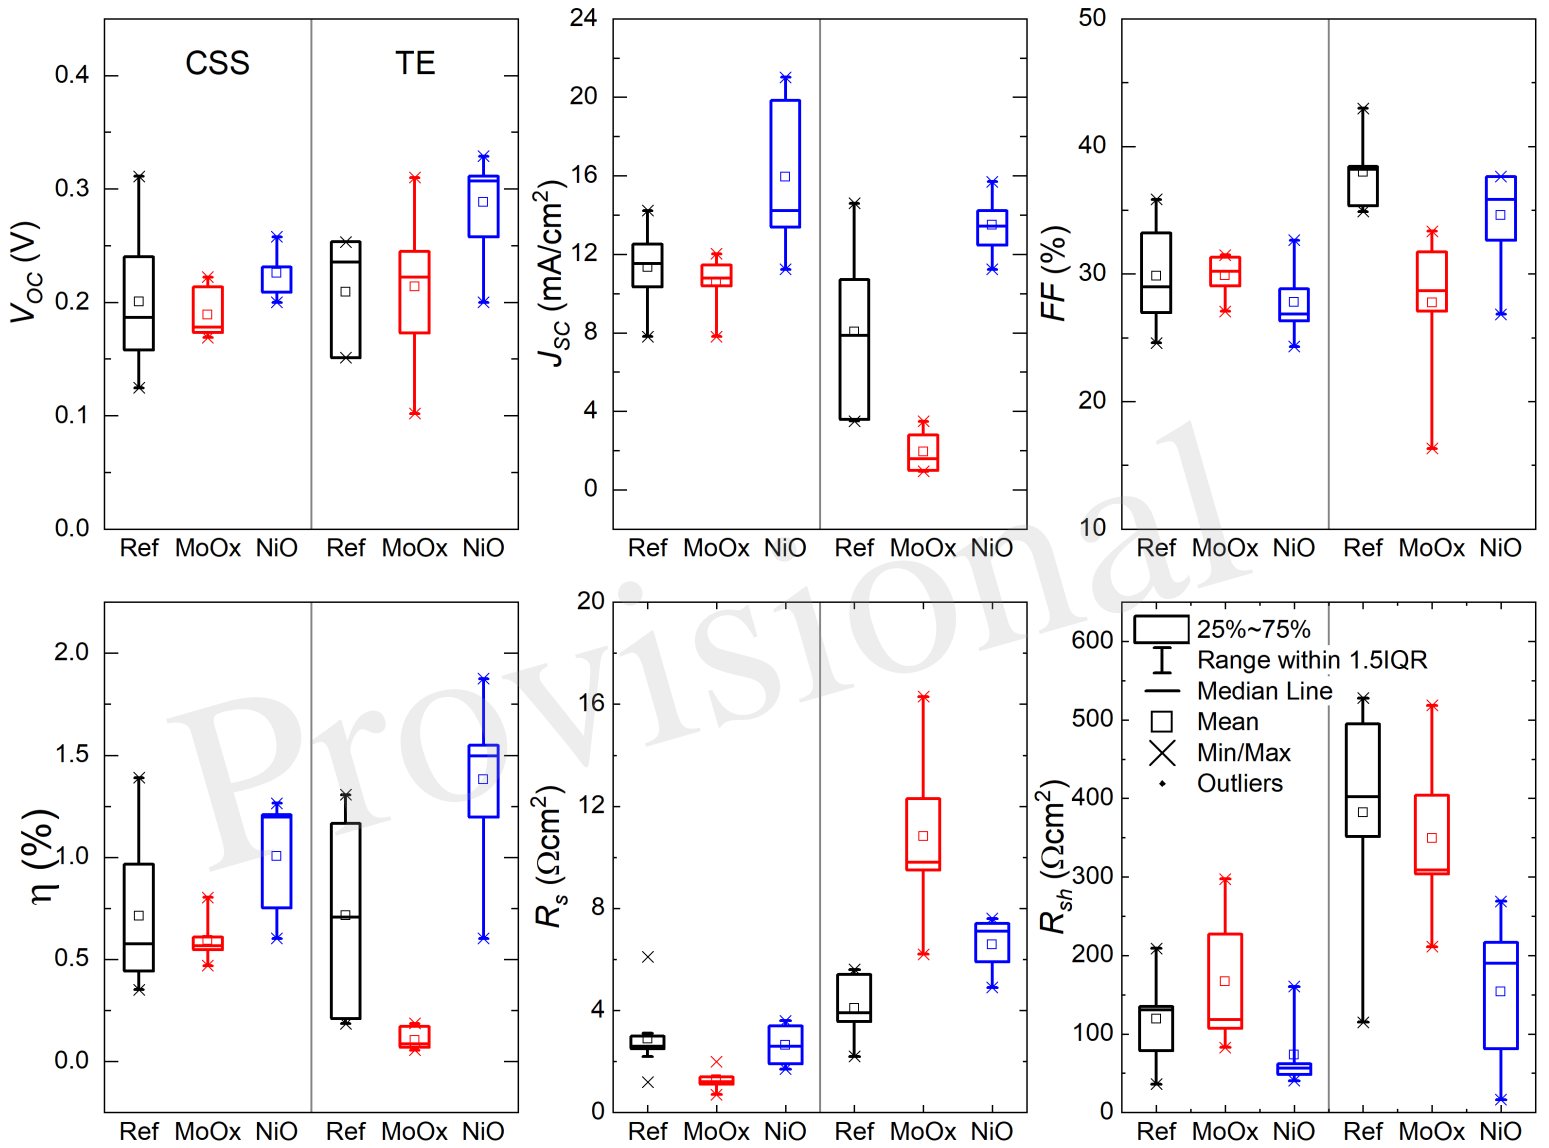 CSS TE
V_OC (V)
0.4
0.3
0.2
0.1
0.0
Ref MoOx NiO Ref MoOx NiO
J_SC (mA/cm²)
24
20
16
12
8
4
0
Ref MoOx NiO Ref MoOx NiO
FF (%)
50
40
30
20
10
Ref MoOx NiO Ref MoOx NiO
η (%)
2.0
1.5
1.0
0.5
0.0
Ref MoOx NiO Ref MoOx NiO
R_s (Ωcm²)
20
16
12
8
4
0
Ref MoOx NiO Ref MoOx NiO
R_sh (Ωcm²)
600
500
400
300
200
100
0
25%~75%
Range within 1.5IQR
Median Line
Mean
Min/Max
Outliers
Ref MoOx NiO Ref MoOx NiO
Provisional